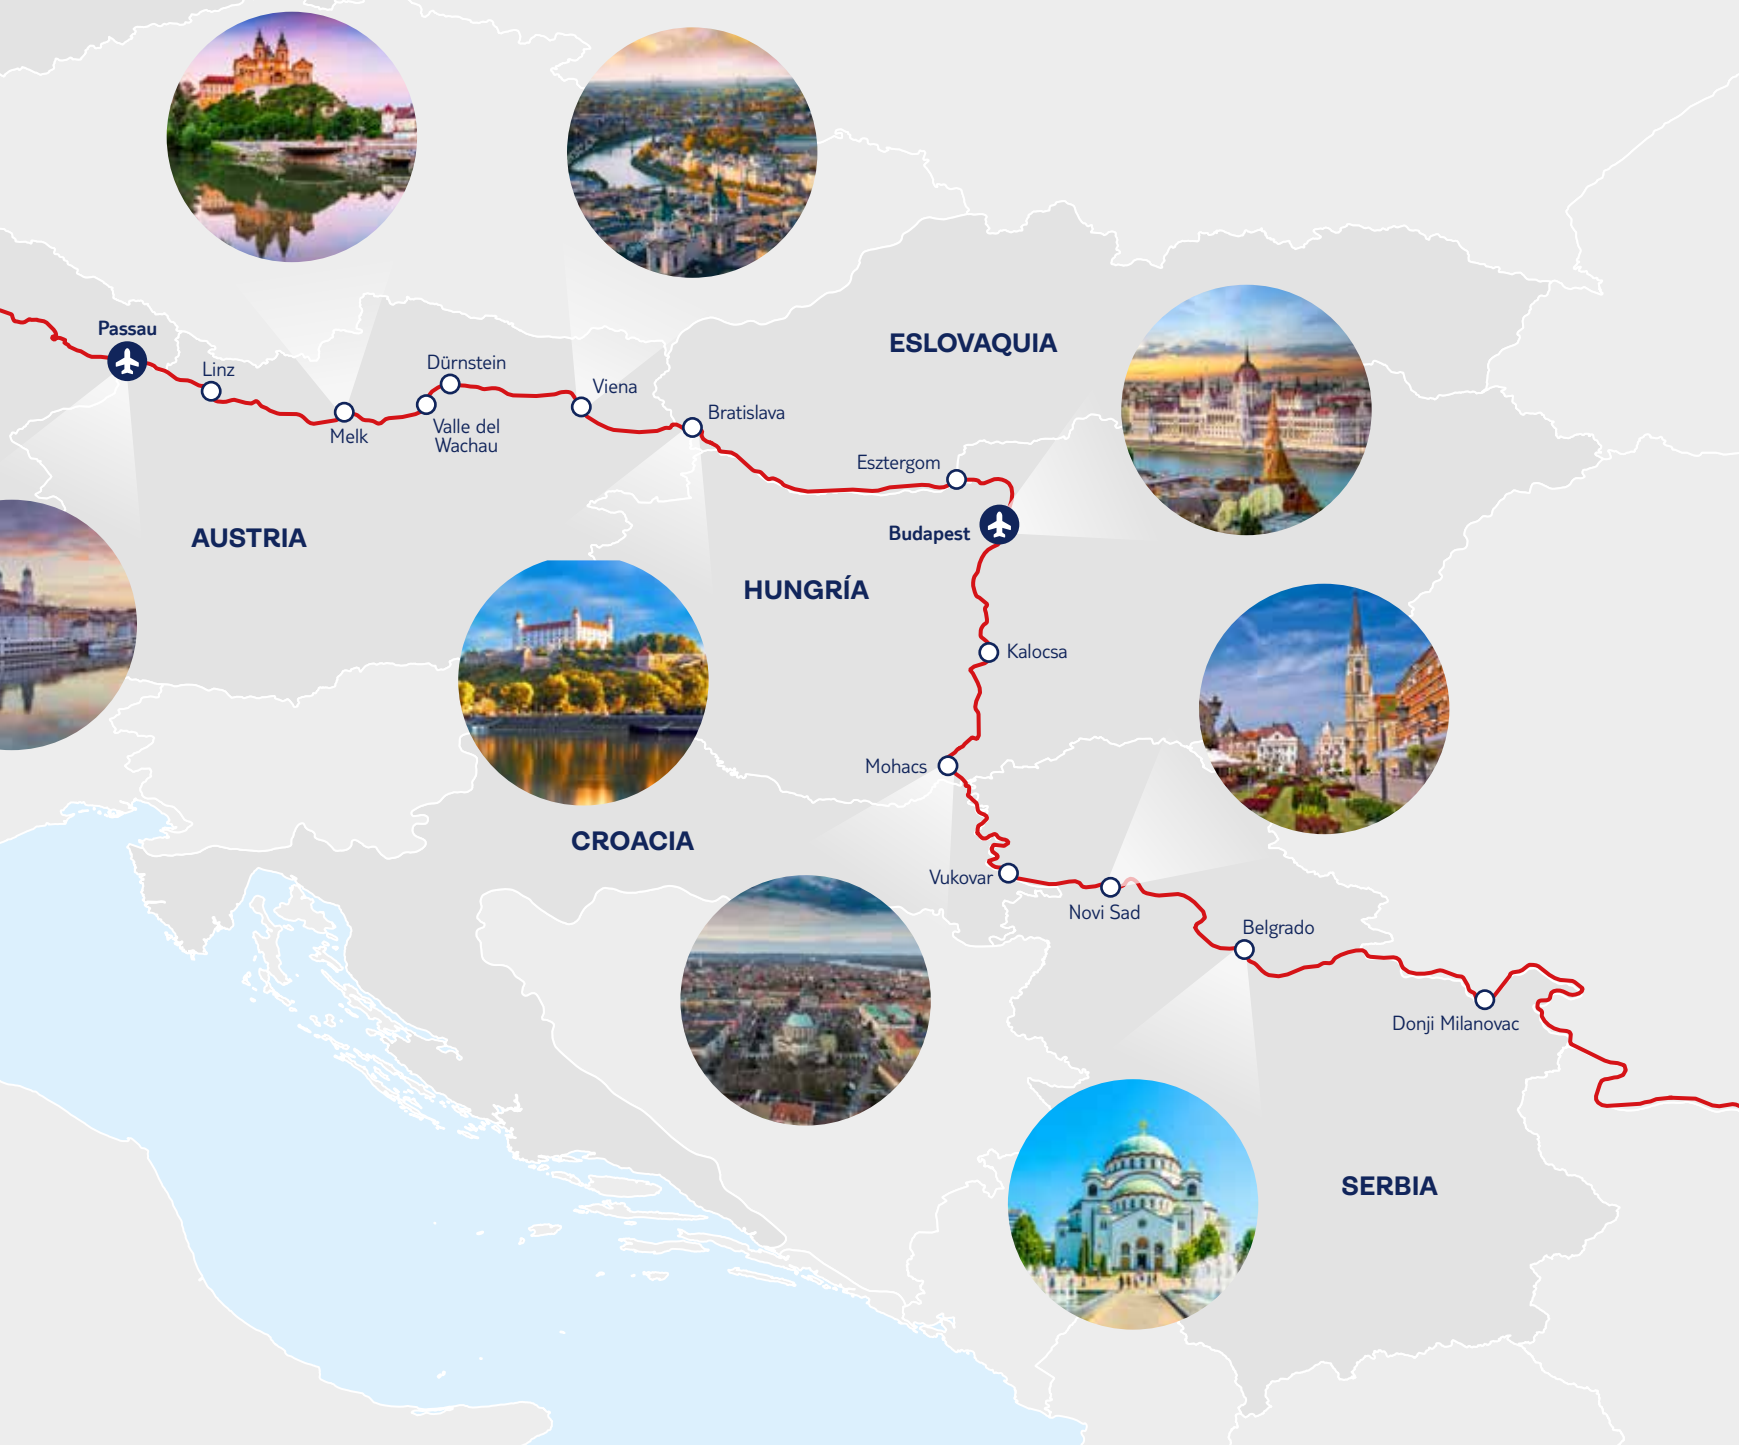 Passau
Linz
Melk
Dürnstein
Valle del
Wachau
Viena
Bratislava
ESLOVAQUIA
Esztergom
Budapest
AUSTRIA
HUNGRÍA
Kalocsa
Mohacs
CROACIA
Vukovar
Novi Sad
Belgrado
Donji Milanovac
SERBIA